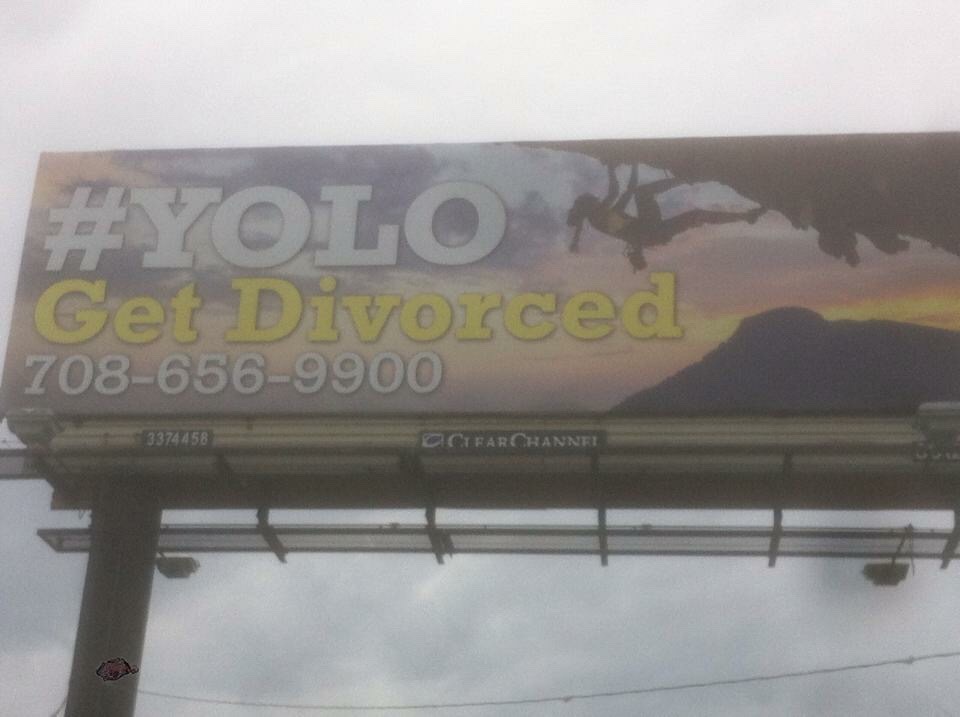 #YOLO
Get Divorced
708-656-9900
3374458
CLEARCHANNEL